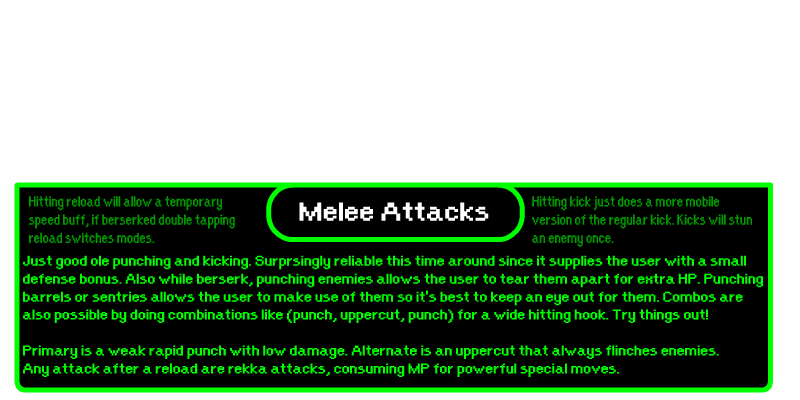 Melee Attacks
Hitting reload will allow a temporary
speed buff, if berserked double tapping
reload switches modes.
Hitting kick just does a more mobile
version of the regular kick. Kicks will stun
an enemy once.
Just good ole punching and kicking. Surprsingly reliable this time around since it supplies the user with a small
defense bonus. Also while berserk, punching enemies allows the user to tear them apart for extra HP. Punching
barrels or sentries allows the user to make use of them so it's best to keep an eye out for them. Combos are
also possible by doing combinations like (punch, uppercut, punch) for a wide hitting hook. Try things out!
Primary is a weak rapid punch with low damage. Alternate is an uppercut that always flinches enemies.
Any attack after a reload are rekka attacks, consuming MP for powerful special moves.